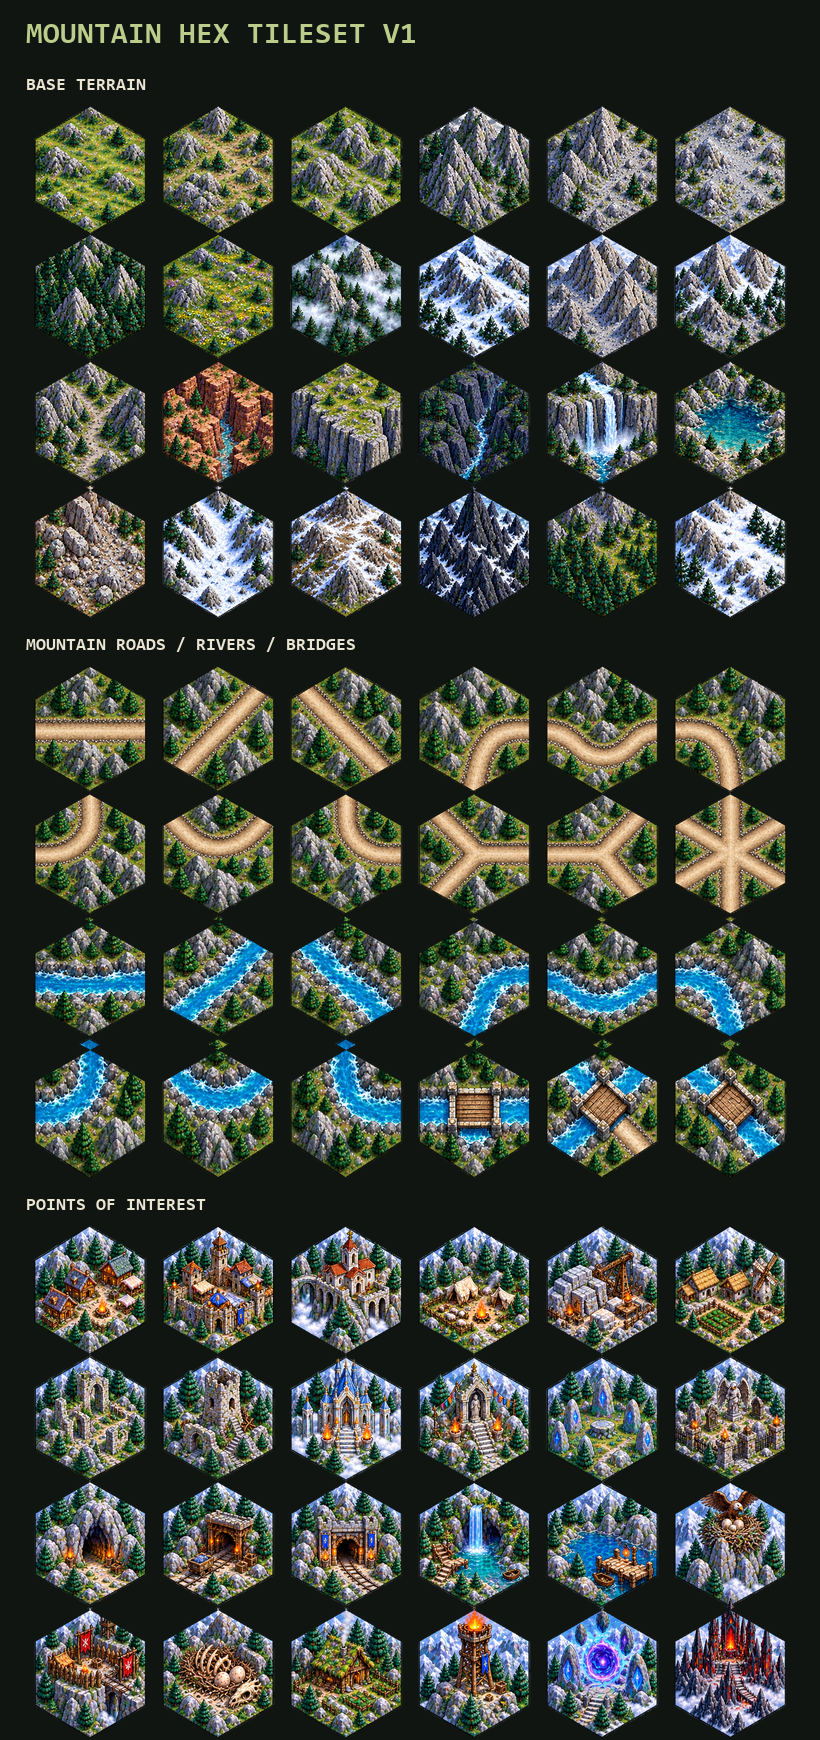 MOUNTAIN HEX TILESET V1
BASE TERRAIN
MOUNTAIN ROADS / RIVERS / BRIDGES
POINTS OF INTEREST